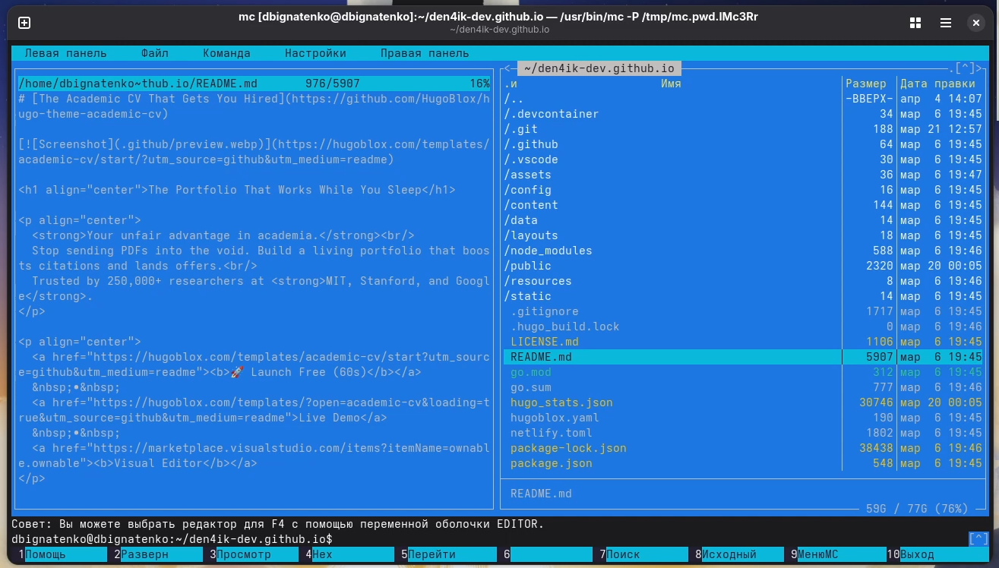 mc [dbignatenko@dbignatenko]:~/den4ik-dev.github.io — /usr/bin/mc -P /tmp/mc.pwd.lMc3Rr
~/den4ik-dev.github.io
Левая панель Файл Команда Настройки Правая панель
/home/dbignatenko~thub.io/README.md 976/5907 16%
# [The Academic CV That Gets You Hired](https://github.com/HugoBlox/h
ugo-theme-academic-cv)
[![Screenshot](.github/preview.webp)](https://hugoblox.com/templates/
academic-cv/start/?utm_source=github&utm_medium=readme)
<h1 align="center">The Portfolio That Works While You Sleep</h1>
<p align="center">
<strong>Your unfair advantage in academia.</strong><br/>
Stop sending PDFs into the void. Build a living portfolio that boos
ts citations and lands offers.<br/>
Trusted by 250,000+ researchers at <strong>MIT, Stanford, and Googl
e</strong>.
</p>
<p align="center">
<a href="https://hugoblox.com/templates/academic-cv/start?utm_sourc
e=github&utm_medium=readme"><b>🚀 Launch Free (60s)</b></a>
&nbsp;•&nbsp;
<a href="https://hugoblox.com/templates/?open=academic-cv&loading=t
rue&utm_source=github&utm_medium=readme">Live Demo</a>
&nbsp;•&nbsp;
<a href="https://marketplace.visualstudio.com/items?itemName=ownabl
e.ownable"><b>Visual Editor</b></a>
</p>
<─ ~/den4ik-dev.github.io .[^]>
.и Имя Размер Дата правки
/.. -ВВЕРХ- апр 4 14:07
/.devcontainer 34 мар 6 19:45
/.git 188 мар 21 12:57
/.github 64 мар 6 19:45
/.vscode 30 мар 6 19:45
/assets 36 мар 6 19:47
/config 16 мар 6 19:45
/content 144 мар 6 19:45
/data 14 мар 6 19:45
/layouts 18 мар 6 19:45
/node_modules 588 мар 6 19:46
/public 2320 мар 20 00:05
/resources 8 мар 6 19:46
/static 14 мар 6 19:45
.gitignore 1717 мар 6 19:45
.hugo_build.lock 0 мар 6 19:46
LICENSE.md 1106 мар 6 19:45
README.md 5907 мар 6 19:45
go.mod 312 мар 6 19:45
go.sum 777 мар 6 19:46
hugo_stats.json 30746 мар 20 00:05
hugoblox.yaml 190 мар 6 19:45
netlify.toml 1802 мар 6 19:45
package-lock.json 38438 мар 6 19:46
package.json 548 мар 6 19:45
README.md
59G / 77G (76%)
Совет: Вы можете выбрать редактор для F4 с помощью переменной оболочки EDITOR.
dbignatenko@dbignatenko:~/den4ik-dev.github.io$ [^]
1Помощь 2Разверн 3Просмотр 4Hex 5Перейти 6 7Поиск 8Исходный 9МенюMC 10Выход